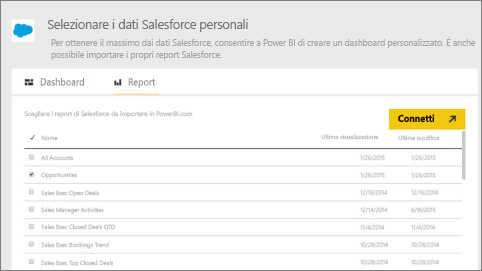 Selezionare i dati Salesforce personali
Per ottenere il massimo dai dati Salesforce, consentire a Power BI di creare un dashboard personalizzato. È anche
possibile importare i propri report Salesforce.
Dashboard Report
Scegliere i report di Salesforce da importare in PowerBI.com
Connetti
Nome Ultima visualizzazione Ultima modifica
All Accounts 1/26/2015 1/26/2015
Opportunities 1/26/2015 1/26/2015
Sales Exec Open Deals 12/16/2014 12/16/2014
Sales Manager Activities 12/14/2014 6/16/2015
Sales Exec Closed Deals QTD 11/4/2014 11/4/2014
Sales Exec Bookings Trend 10/28/2014 10/28/2014
Sales Exec Top Closed Deals 10/28/2014 10/28/2014